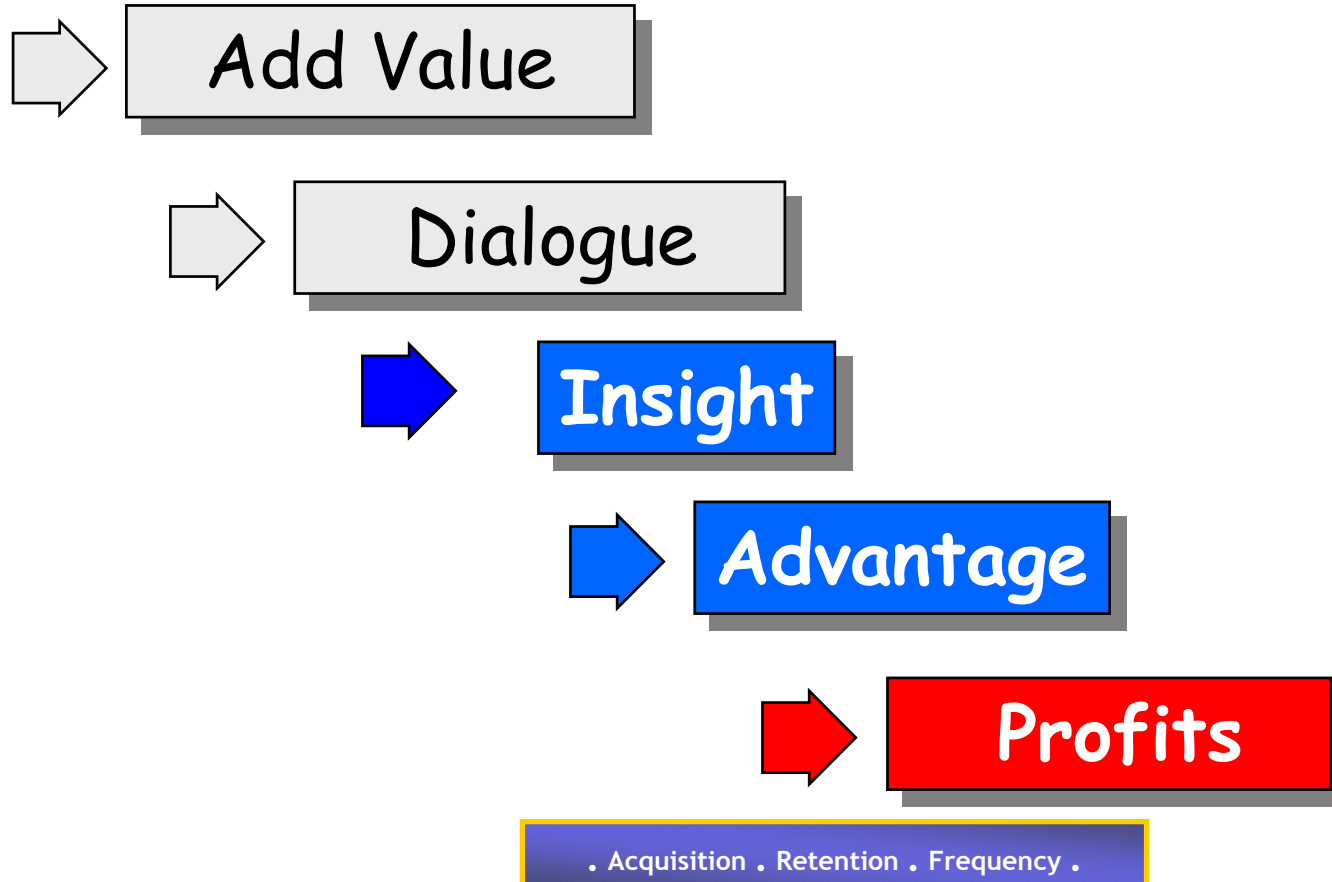 Add Value
Dialogue
Insight
Advantage
Profits
. Acquisition . Retention . Frequency .